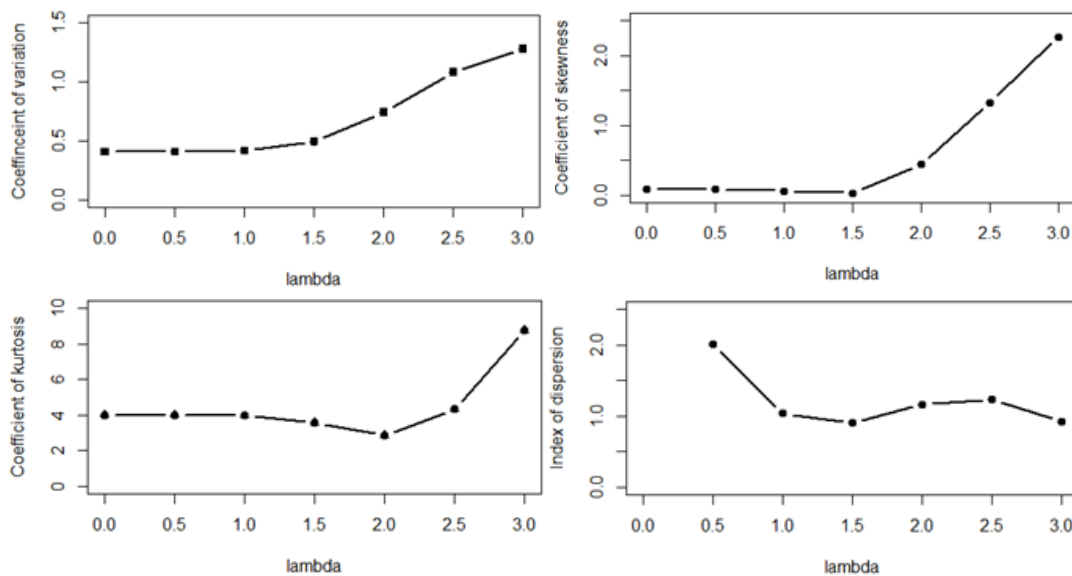 Coeffinceint of variation
1.5
1.0
0.5
0.0
0.0 0.5 1.0 1.5 2.0 2.5 3.0
lambda
Coefficient of skewness
2.0
1.0
0.0
0.0 0.5 1.0 1.5 2.0 2.5 3.0
lambda
Coefficient of kurtosis
10
8
6
4
2
0
0.0 0.5 1.0 1.5 2.0 2.5 3.0
lambda
Index of dispersion
2.0
1.0
0.0
0.0 0.5 1.0 1.5 2.0 2.5 3.0
lambda